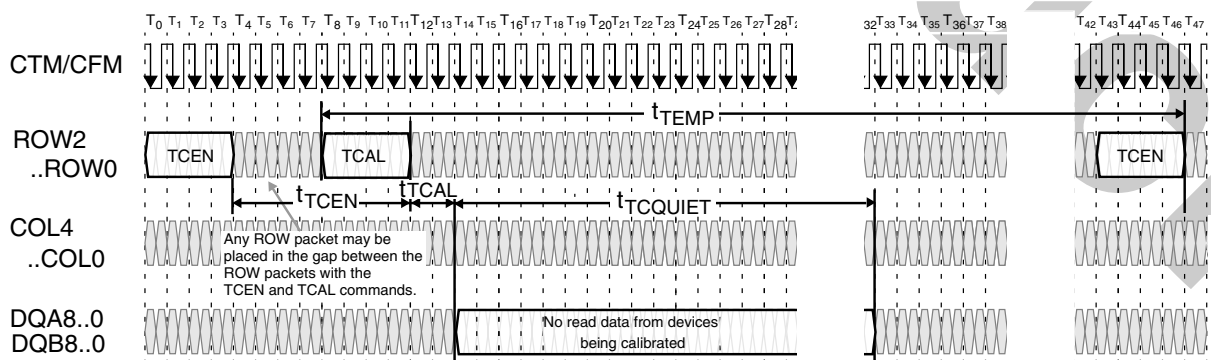 T0 T1 T2 T3 T4 T5 T6 T7 T8 T9 T10 T11 T12 T13 T14 T15 T16 T17 T18 T19 T20 T21 T22 T23 T24 T25 T26 T27 T28 T2 32 T33 T34 T35 T36 T37 T38 T42 T43 T44 T45 T46 T47
CTM/CFM
tTEMP
ROW2
..ROW0
TCEN
TCAL
TCEN
tTCEN
tTCAL
tTCQUIET
COL4
..COL0
Any ROW packet may be
placed in the gap between the
ROW packets with the
TCEN and TCAL commands.
DQA8..0
DQB8..0
No read data from devices
being calibrated